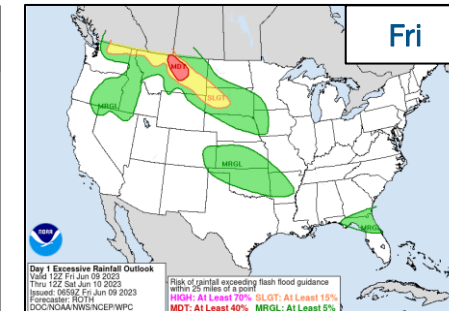 Fri
MDT
SLGT
MRGL
MRGL
MRGL
noaa
Day 1 Excessive Rainfall Outlook
Valid 12Z Fri Jun 09 2023
Thru 12Z Sat Jun 10 2023
Issued: 0659Z Fri Jun 09 2023
Forecaster: ROTH
DOC/NOAA/NWS/NCEP/WPC
Risk of rainfall exceeding flash flood guidance
within 25 miles of a point
HIGH: At Least 70% SLGT: At Least 15%
MDT: At Least 40% MRGL: At Least 5%